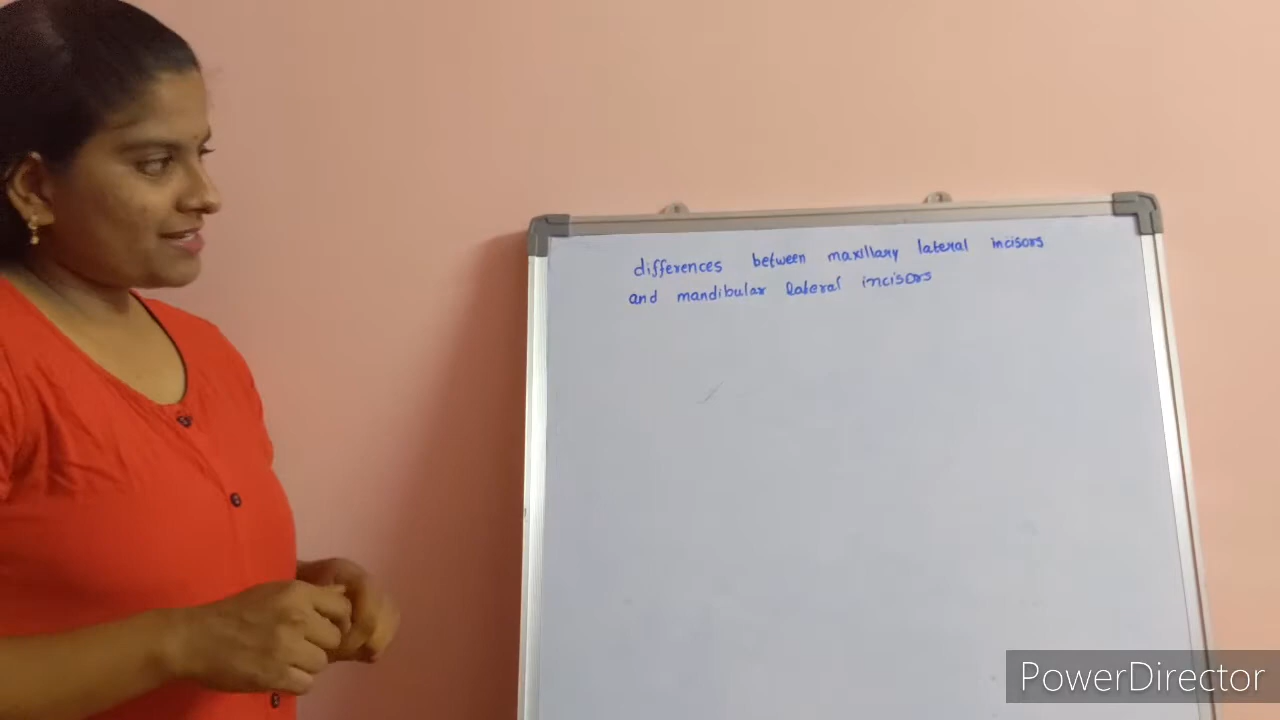 differences between maxillary lateral incisors
and mandibular lateral incisors
PowerDirector